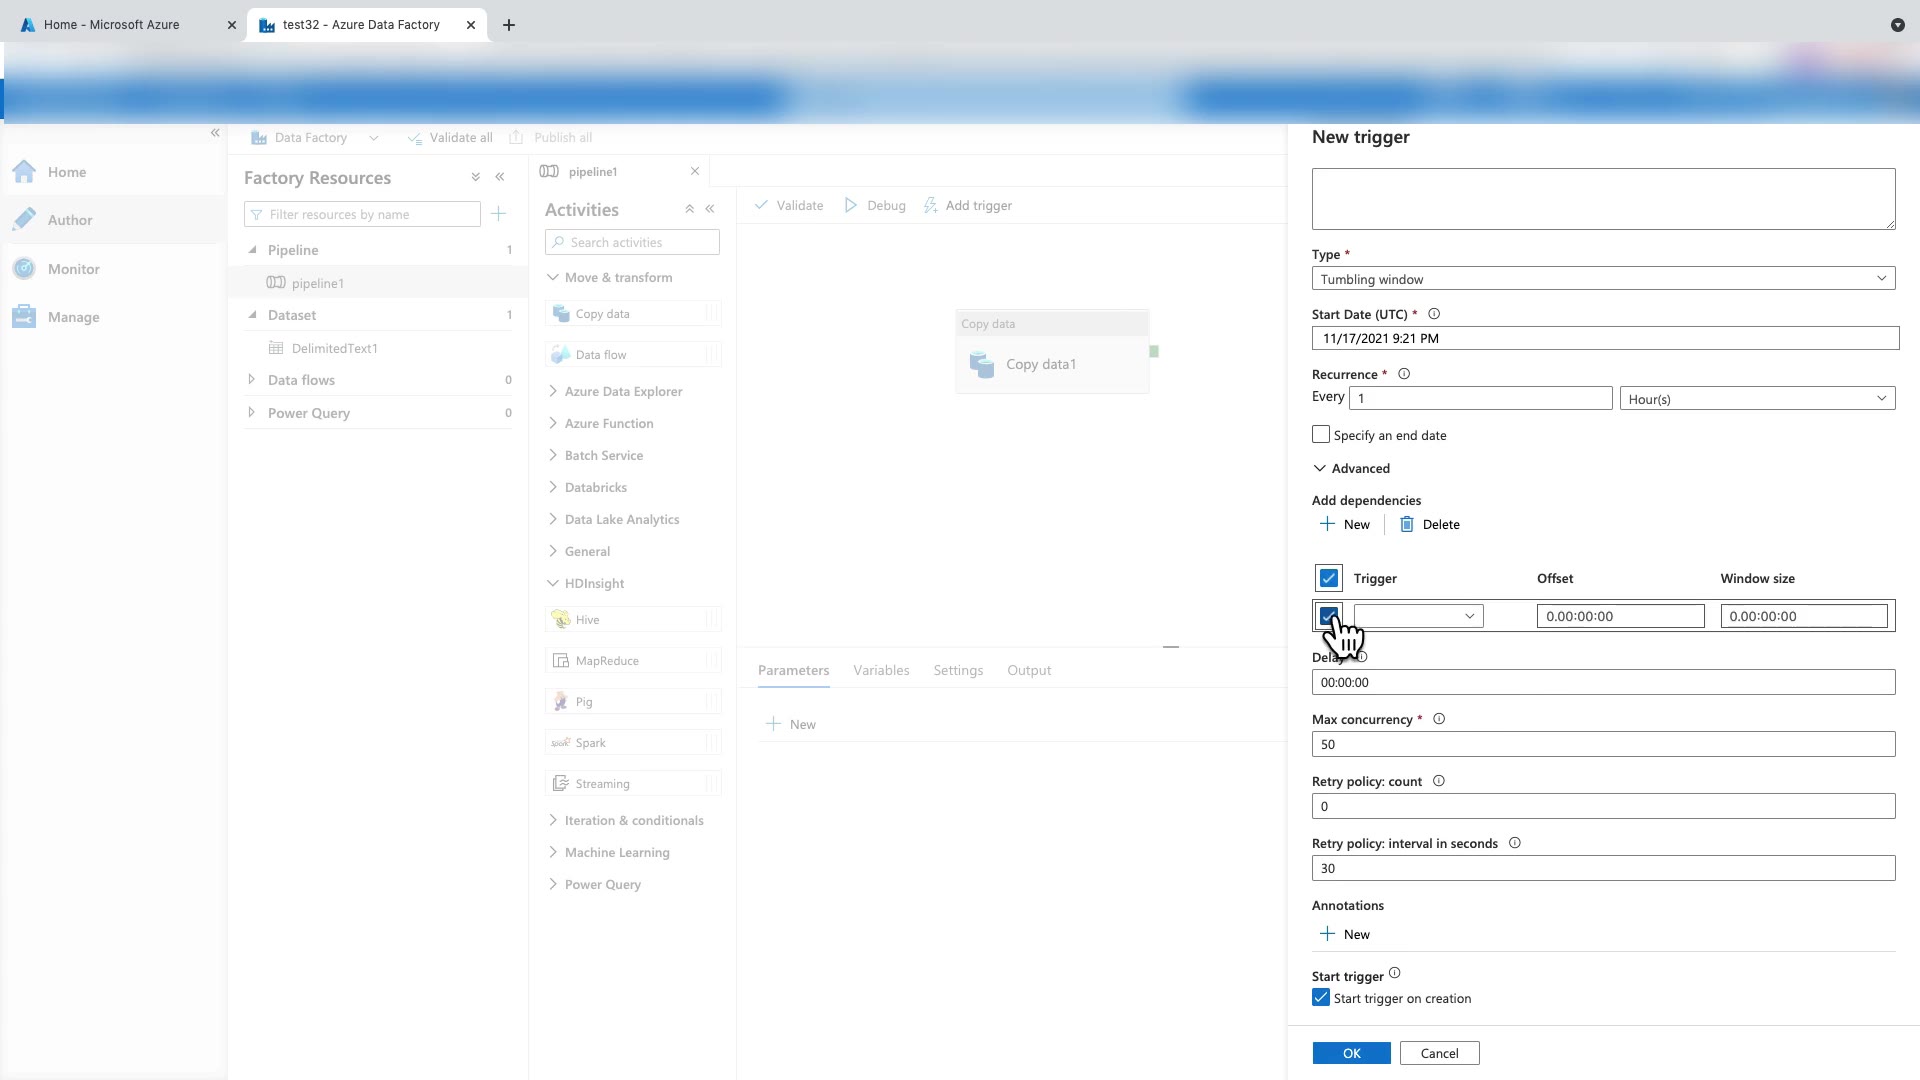 Home - Microsoft Azure
test32 - Azure Data Factory
Home
Author
Monitor
Manage
Data Factory
Validate all
Publish all
Factory Resources
Filter resources by name
Pipeline 1
pipeline1
Dataset 1
DelimitedText1
Data flows 0
Power Query 0
pipeline1
Activities
Search activities
Move & transform
Copy data
Data flow
Azure Data Explorer
Azure Function
Batch Service
Databricks
Data Lake Analytics
General
HDInsight
Hive
MapReduce
Pig
Spark
Streaming
Iteration & conditionals
Machine Learning
Power Query
Validate
Debug
Add trigger
Copy data
Copy data1
Parameters Variables Settings Output
New
New trigger
Type *
Tumbling window
Start Date (UTC) *
11/17/2021 9:21 PM
Recurrence *
Every 1 Hour(s)
Specify an end date
Advanced
Add dependencies
New Delete
Trigger Offset Window size
0.00:00:00 0.00:00:00
Delay
00:00:00
Max concurrency *
50
Retry policy: count
0
Retry policy: interval in seconds
30
Annotations
New
Start trigger
Start trigger on creation
OK Cancel